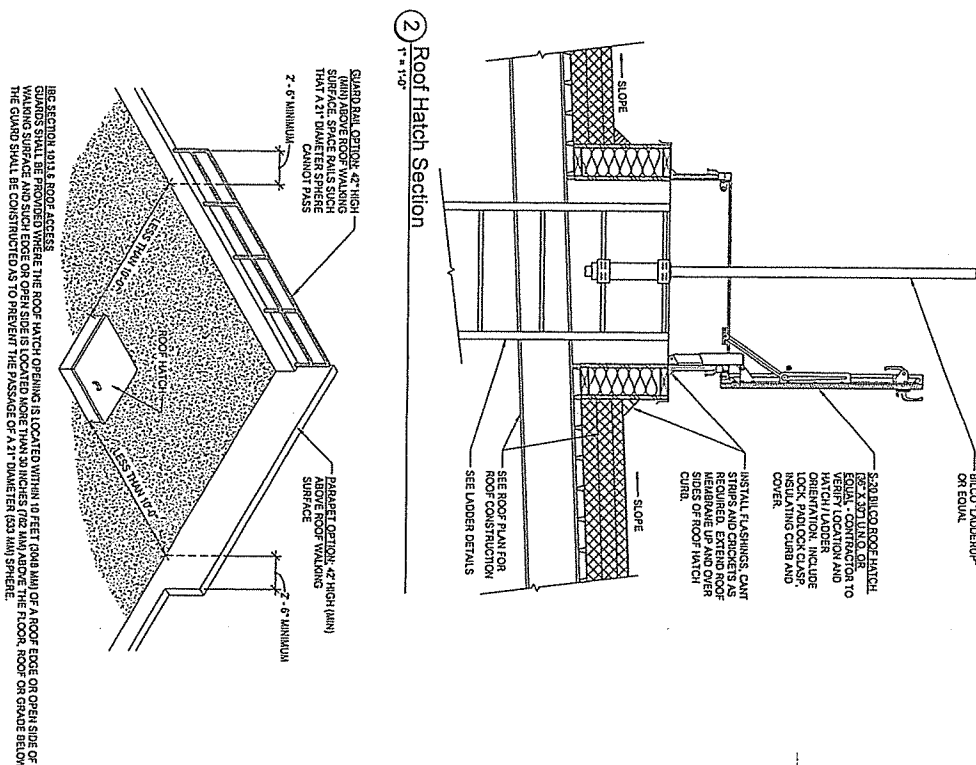 BILCO "LADDERUP"
OR EQUAL
S-20 BILCO ROOF HATCH
(36" X 30") U.N.O. OR
EQUAL - CONTRACTOR TO
VERIFY LOCATION AND
HATCH / LADDER
ORIENTATION. INCLUDE
LOCK, PADLOCK CLASP,
INSULATING CURB AND
COVER.
INSTALL FLASHINGS, CANT
STRIPS AND CRICKETS AS
REQUIRED. EXTEND ROOF
MEMBRANE UP AND OVER
SIDES OF ROOF HATCH
CURB.
SLOPE
SLOPE
SEE ROOF PLAN FOR
ROOF CONSTRUCTION
SEE LADDER DETAILS
2 Roof Hatch Section
1" = 1'-0"
GUARD RAIL OPTION: 42" HIGH
(MIN) ABOVE ROOF WALKING
SURFACE. SPACE RAILS SUCH
THAT A 21" DIAMETER SPHERE
CANNOT PASS
2' - 6" MINIMUM
PARAPET OPTION: 42" HIGH (MIN)
ABOVE ROOF WALKING
SURFACE
2' - 6" MINIMUM
LESS THAN 10'-0"
ROOF HATCH
LESS THAN 10'-0"
IBC SECTION 1013.6 ROOF ACCESS
GUARDS SHALL BE PROVIDED WHERE THE ROOF HATCH OPENING IS LOCATED WITHIN 10 FEET (3048 MM) OF A ROOF EDGE OR OPEN SIDE OF
WALKING SURFACE AND SUCH EDGE OR OPEN SIDE IS LOCATED MORE THAN 30 INCHES (762 MM) ABOVE THE FLOOR, ROOF OR GRADE BELOW
THE GUARD SHALL BE CONSTRUCTED AS TO PREVENT THE PASSAGE OF A 21" DIAMETER (533 MM) SPHERE.